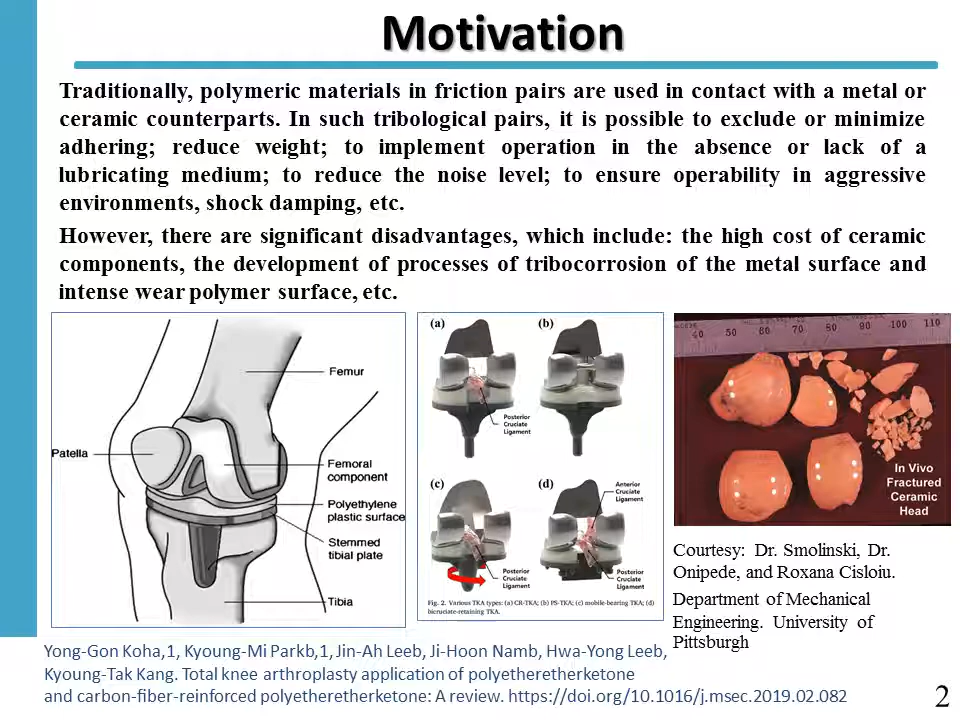 Motivation
Traditionally, polymeric materials in friction pairs are used in contact with a metal or
ceramic counterparts. In such tribological pairs, it is possible to exclude or minimize
adhering; reduce weight; to implement operation in the absence or lack of a
lubricating medium; to reduce the noise level; to ensure operability in aggressive
environments, shock damping, etc.
However, there are significant disadvantages, which include: the high cost of ceramic
components, the development of processes of tribocorrosion of the metal surface and
intense wear polymer surface, etc.
Femur
Patella
Femoral
component
Polyethylene
plastic surface
Stemmed
tibial plate
Tibia
(a)
(b)
Posterior
Cruciate
Ligament
(c)
(d)
Anterior
Cruciate
Ligament
Posterior
Cruciate
Ligament
Posterior
Cruciate
Ligament
Fig. 2. Various TKA types: (a) CR-TKA; (b) PS-TKA; (c) mobile-bearing TKA; (d)
bicruciate-retaining TKA.
40 50 60 70 80 90 100 110
In Vivo
Fractured
Ceramic
Head
Courtesy: Dr. Smolinski, Dr.
Onipede, and Roxana Cisloiu.
Department of Mechanical
Engineering. University of
Pittsburgh
Yong-Gon Koha,1, Kyoung-Mi Parkb,1, Jin-Ah Leeb, Ji-Hoon Namb, Hwa-Yong Leeb,
Kyoung-Tak Kang. Total knee arthroplasty application of polyetheretherketone
and carbon-fiber-reinforced polyetheretherketone: A review. https://doi.org/10.1016/j.msec.2019.02.082
2